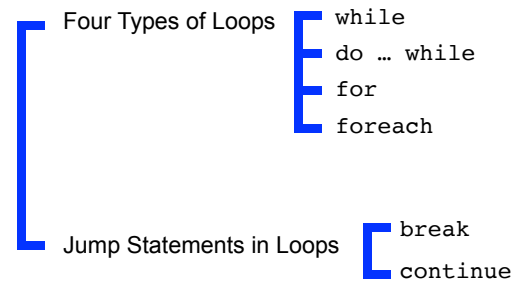 Four Types of Loops
while
do … while
for
foreach
Jump Statements in Loops
break
continue